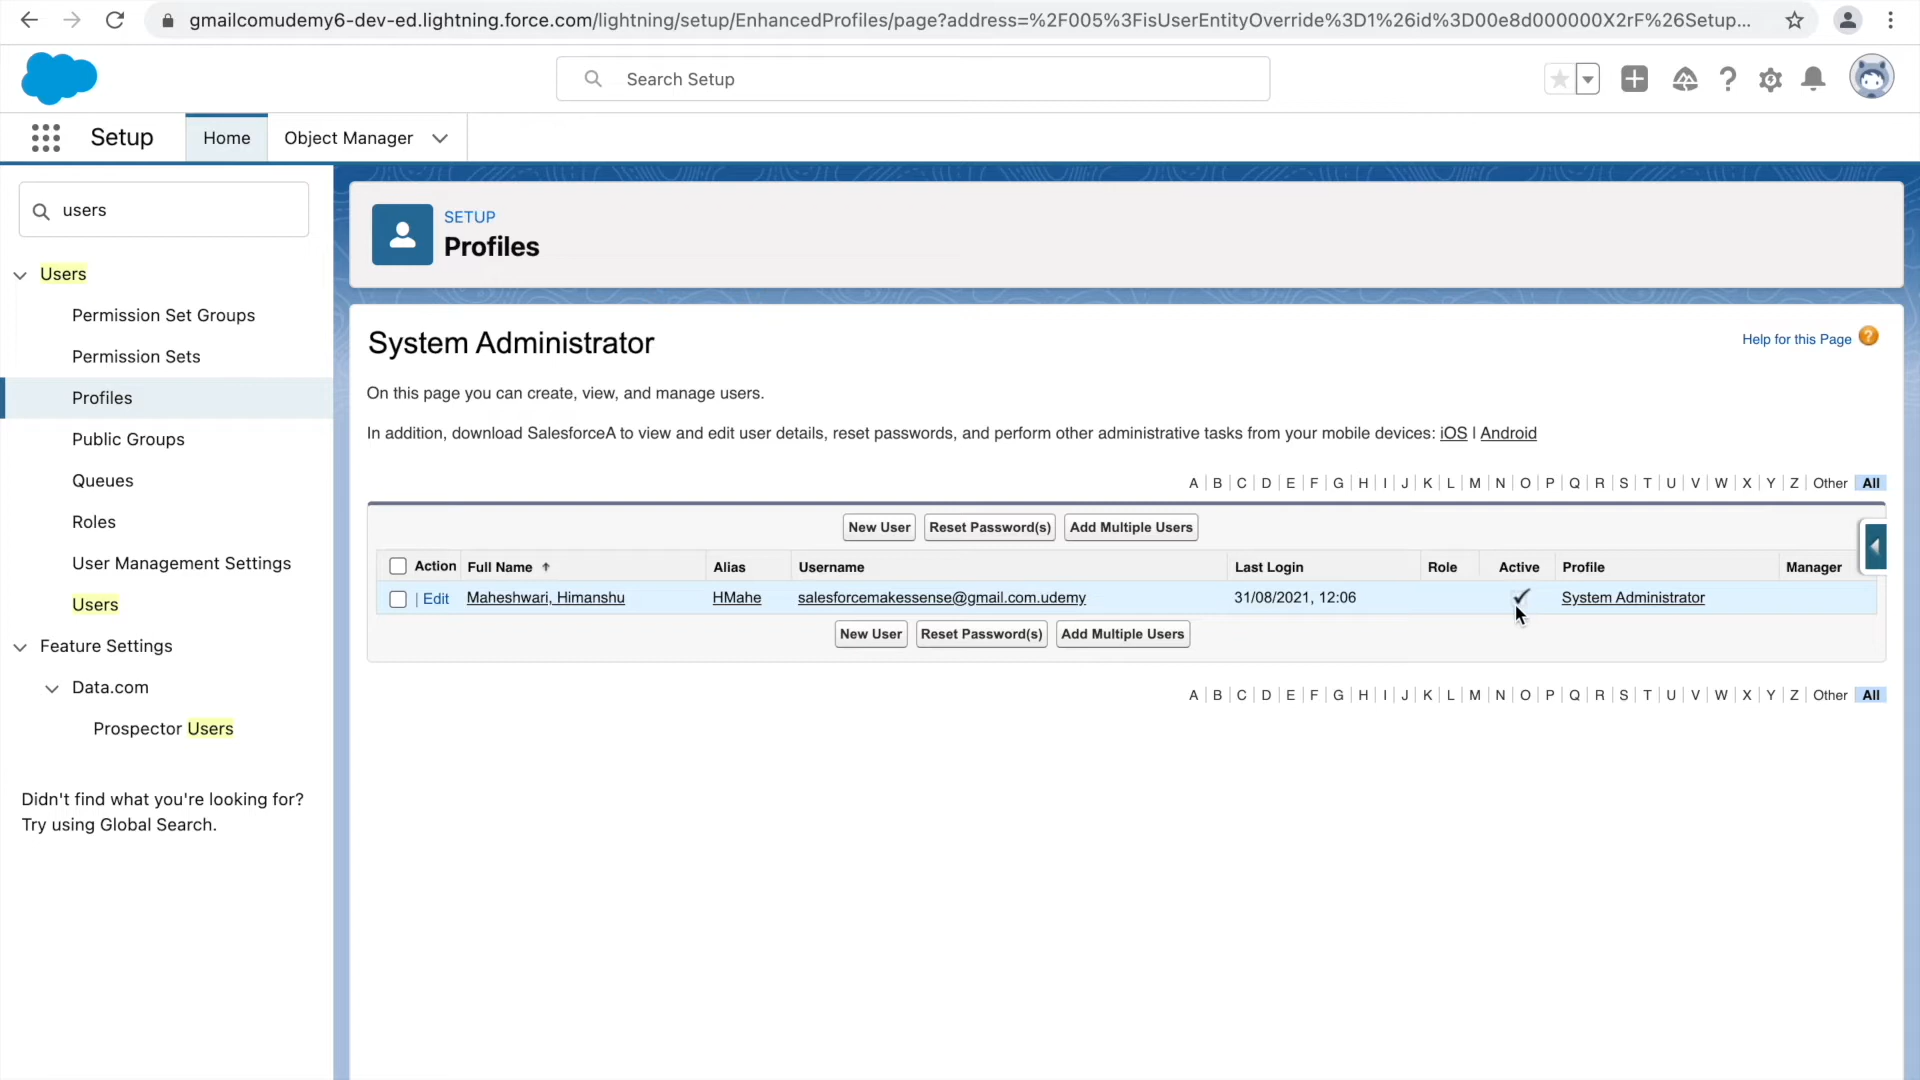 gmailcomudemy6-dev-ed.lightning.force.com/lightning/setup/EnhancedProfiles/page?address=%2F005%3FisUserEntityOverride%3D1%26id%3D00e8d000000X2rF%26Setup...
Search Setup
Setup
Home
Object Manager
users
SETUP
Profiles
Users
Permission Set Groups
Permission Sets
Profiles
Public Groups
Queues
Roles
User Management Settings
Users
Feature Settings
Data.com
Prospector Users
Didn't find what you're looking for?
Try using Global Search.
System Administrator
Help for this Page
On this page you can create, view, and manage users.
In addition, download SalesforceA to view and edit user details, reset passwords, and perform other administrative tasks from your mobile devices: iOS | Android
A | B | C | D | E | F | G | H | I | J | K | L | M | N | O | P | Q | R | S | T | U | V | W | X | Y | Z | Other All
New User Reset Password(s) Add Multiple Users
Action Full Name Alias Username Last Login Role Active Profile Manager
| Edit Maheshwari, Himanshu HMahe salesforcemakessense@gmail.com.udemy 31/08/2021, 12:06 System Administrator
New User Reset Password(s) Add Multiple Users
A | B | C | D | E | F | G | H | I | J | K | L | M | N | O | P | Q | R | S | T | U | V | W | X | Y | Z | Other All